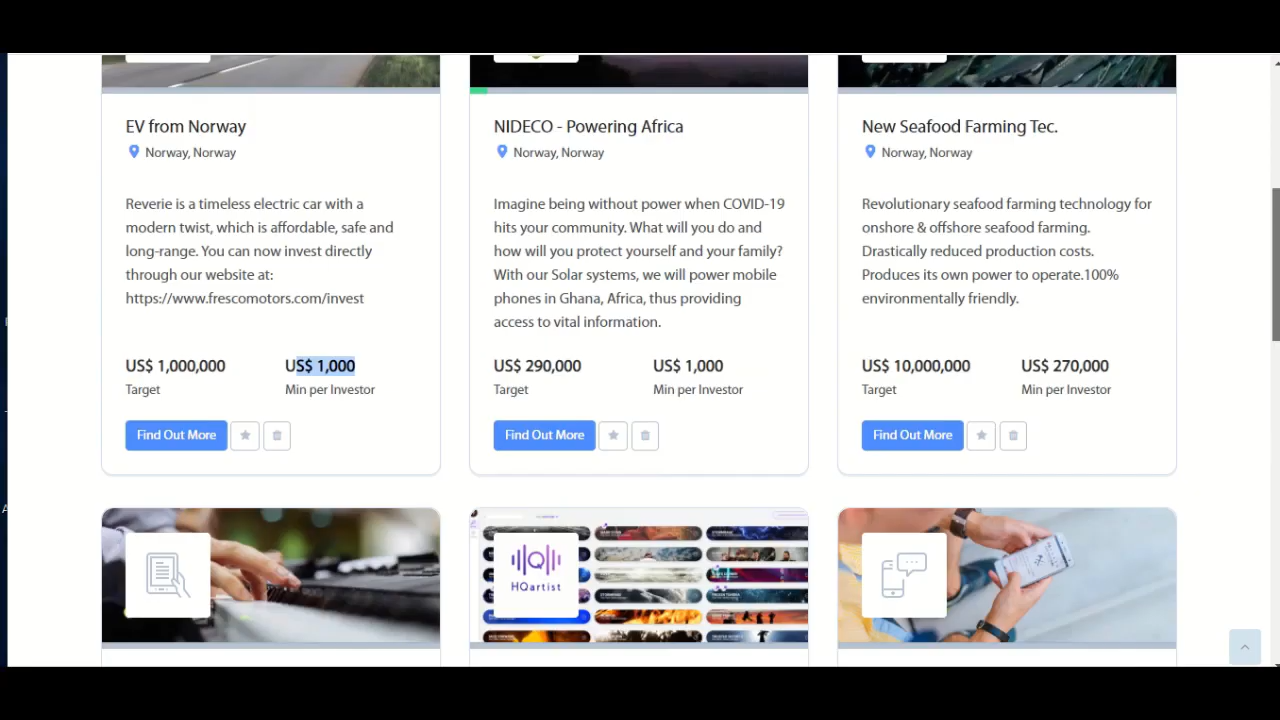 EV from Norway
Norway, Norway
Reverie is a timeless electric car with a
modern twist, which is affordable, safe and
long-range. You can now invest directly
through our website at:
https://www.frescomotors.com/invest
US$ 1,000,000
Target
US$ 1,000
Min per Investor
Find Out More
NIDECO - Powering Africa
Norway, Norway
Imagine being without power when COVID-19
hits your community. What will you do and
how will you protect yourself and your family?
With our Solar systems, we will power mobile
phones in Ghana, Africa, thus providing
access to vital information.
US$ 290,000
Target
US$ 1,000
Min per Investor
Find Out More
New Seafood Farming Tec.
Norway, Norway
Revolutionary seafood farming technology for
onshore & offshore seafood farming.
Drastically reduced production costs.
Produces its own power to operate.100%
environmentally friendly.
US$ 10,000,000
Target
US$ 270,000
Min per Investor
Find Out More
HQartist